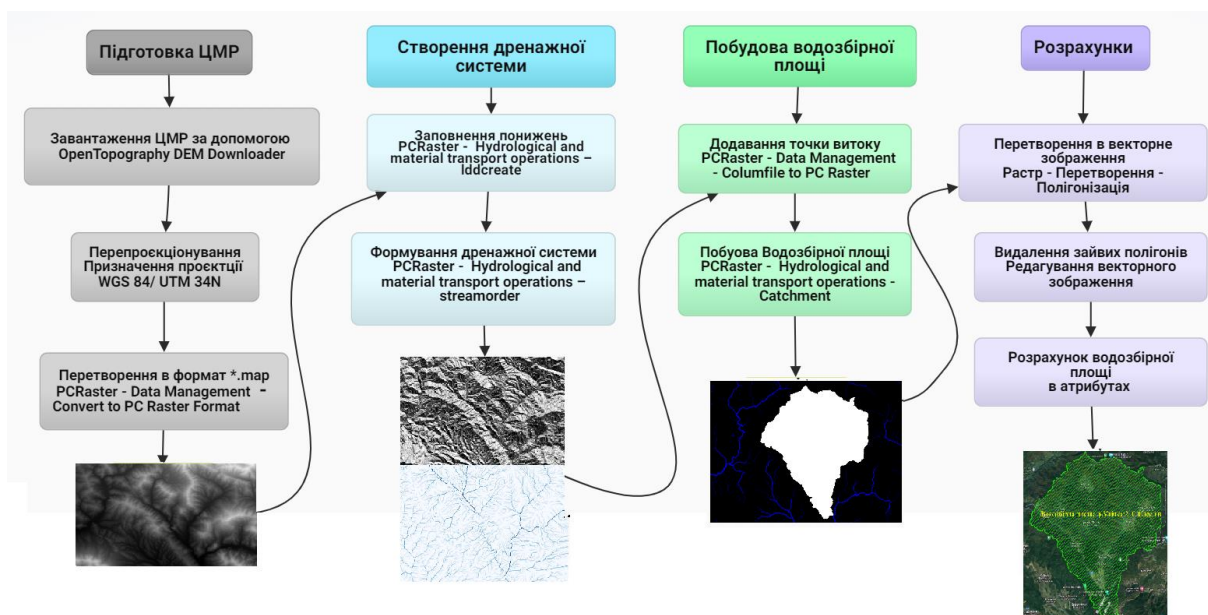 Підготовка ЦМР
Завантаження ЦМР за допомогою
OpenTopography DEM Downloader
Перепроєкціонування
Призначення проєктції
WGS 84/ UTM 34N
Перетворення в формат *.map
PCRaster - Data Management -
Convert to PC Raster Format
Створення дренажної
системи
Заповнення понижень
PCRaster - Hydrological and
material transport operations –
lddcreate
Формування дренажної системи
PCRaster - Hydrological and
material transport operations –
streamorder
Побудова водозбірної
площі
Додавання точки витоку
PCRaster - Data Management
- Columfile to PC Raster
Побуова Водозбірної площі
PCRaster - Hydrological and
material transport operations -
Catchment
Розрахунки
Перетворення в векторне
зображення
Растр - Перетворення -
Полігонізація
Видалення зайвих полігонів
Редагування векторного
зображення
Розрахунок водозбірної
площі
в атрибутах